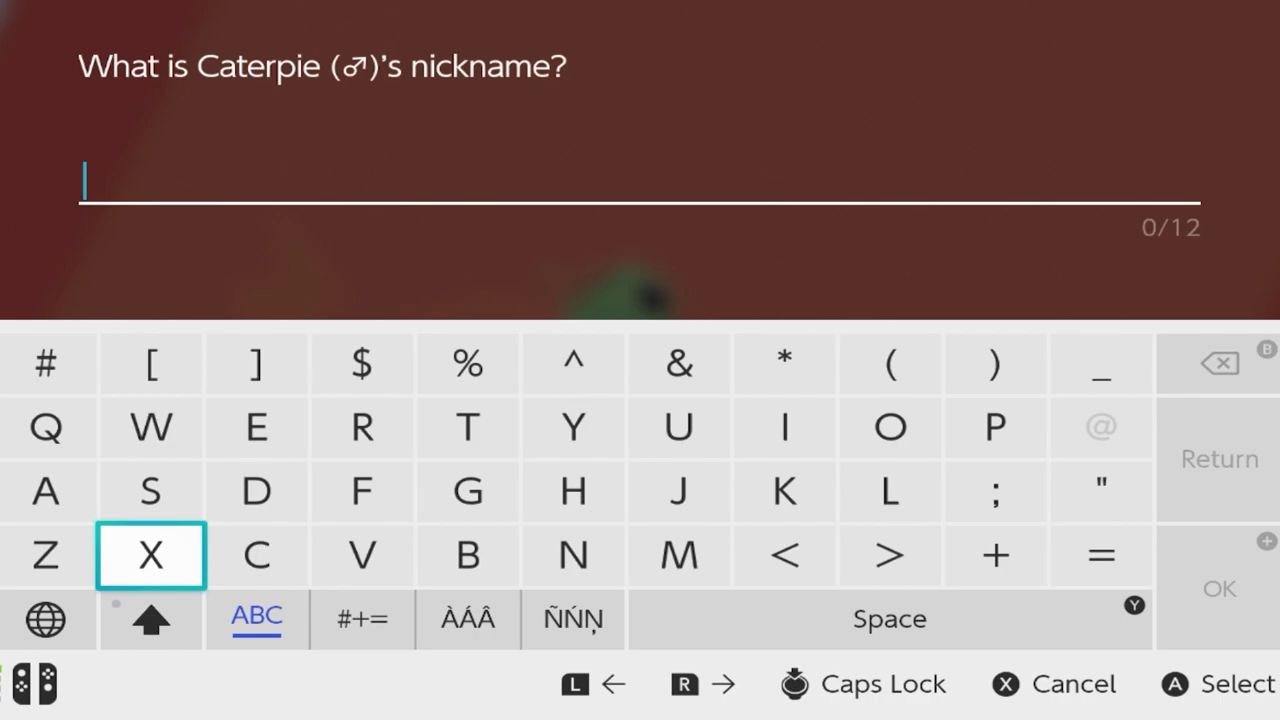 What is Caterpie (♂)'s nickname?
0/12
# [ ] $ % ^ & * ( ) _ B
Q W E R T Y U I O P @ Return
A S D F G H J K L ; "
Z X C V B N M < > + = + OK
ABC #+= ÀÁÂ ÑŃŅ Space Y
L ← R → Caps Lock X Cancel A Select